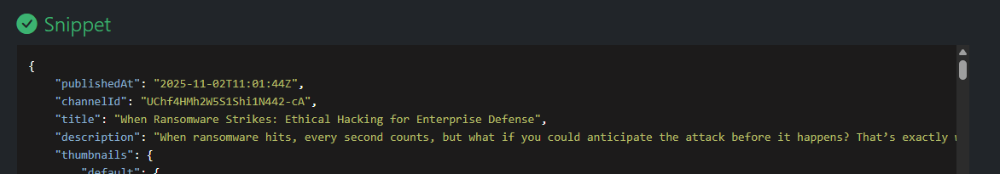 Snippet
{
"publishedAt": "2025-11-02T11:01:44Z",
"channelId": "UChf4HMh2W5S1Shi1N442-cA",
"title": "When Ransomware Strikes: Ethical Hacking for Enterprise Defense",
"description": "When ransomware hits, every second counts, but what if you could anticipate the attack before it happens? That’s exactly
"thumbnails": {
"default": {